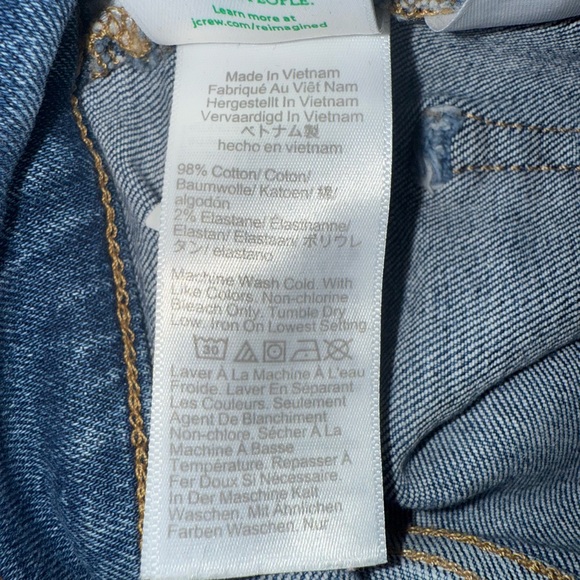 PEOPLE.
Learn more at
jcrew.com/reimagined
Made In Vietnam
Fabriqué Au Viêt Nam
Hergestellt In Vietnam
Vervaardigd In Vietnam
ベトナム製
hecho en vietnam
98% Cotton/ Coton/
Baumwolle/ Katoen/ 綿/
algodón
2% Elastane/ Élasthanne/
Elastan/ Elastaan/ ポリウレ
タン/ elastano
Machine Wash Cold. With
Like Colors. Non-chlorine
Bleach Only. Tumble Dry
Low. Iron On Lowest Setting.
30
Laver À La Machine À L'eau
Froide. Laver En Séparant
Les Couleurs. Seulement
Agent De Blanchiment
Non-chlore. Sécher À La
Machine À Basse
Température. Repasser À
Fer Doux Si Nécessaire.
In Der Maschine Kalt
Waschen. Mit Ähnlichen
Farben Waschen. Nur